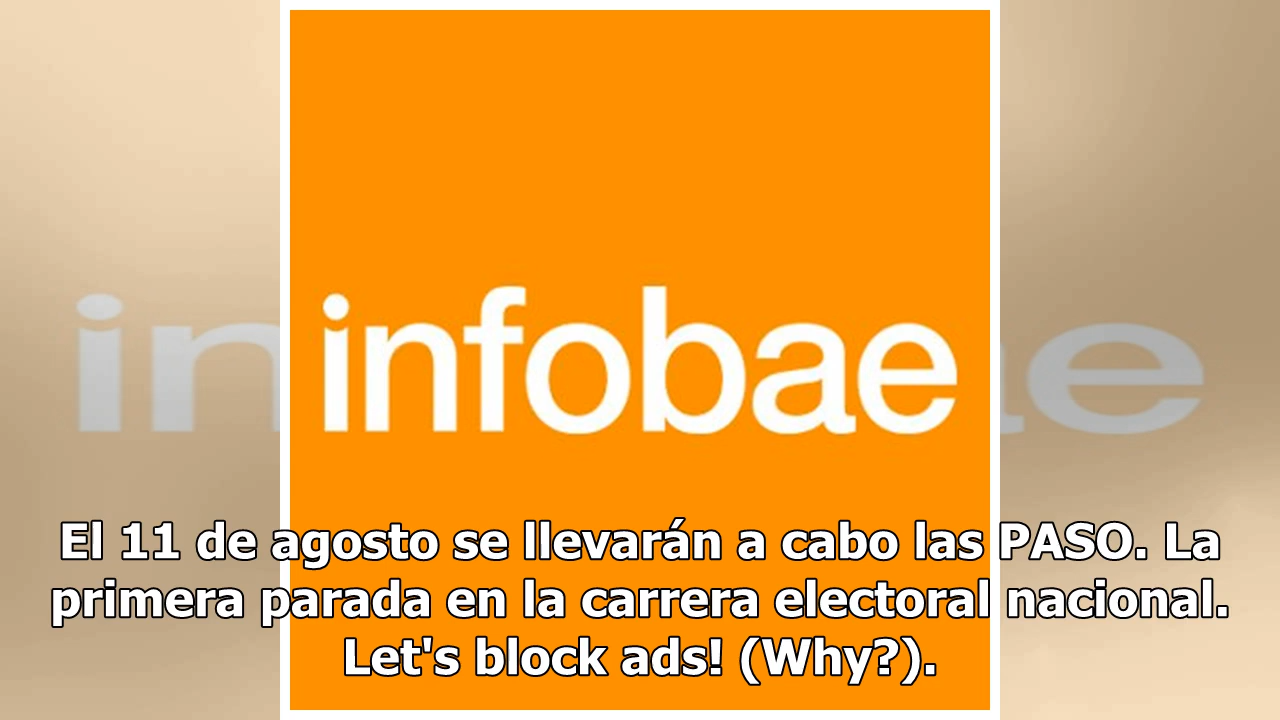 infobae
El 11 de agosto se llevarán a cabo las PASO. La
primera parada en la carrera electoral nacional.
Let's block ads! (Why?).